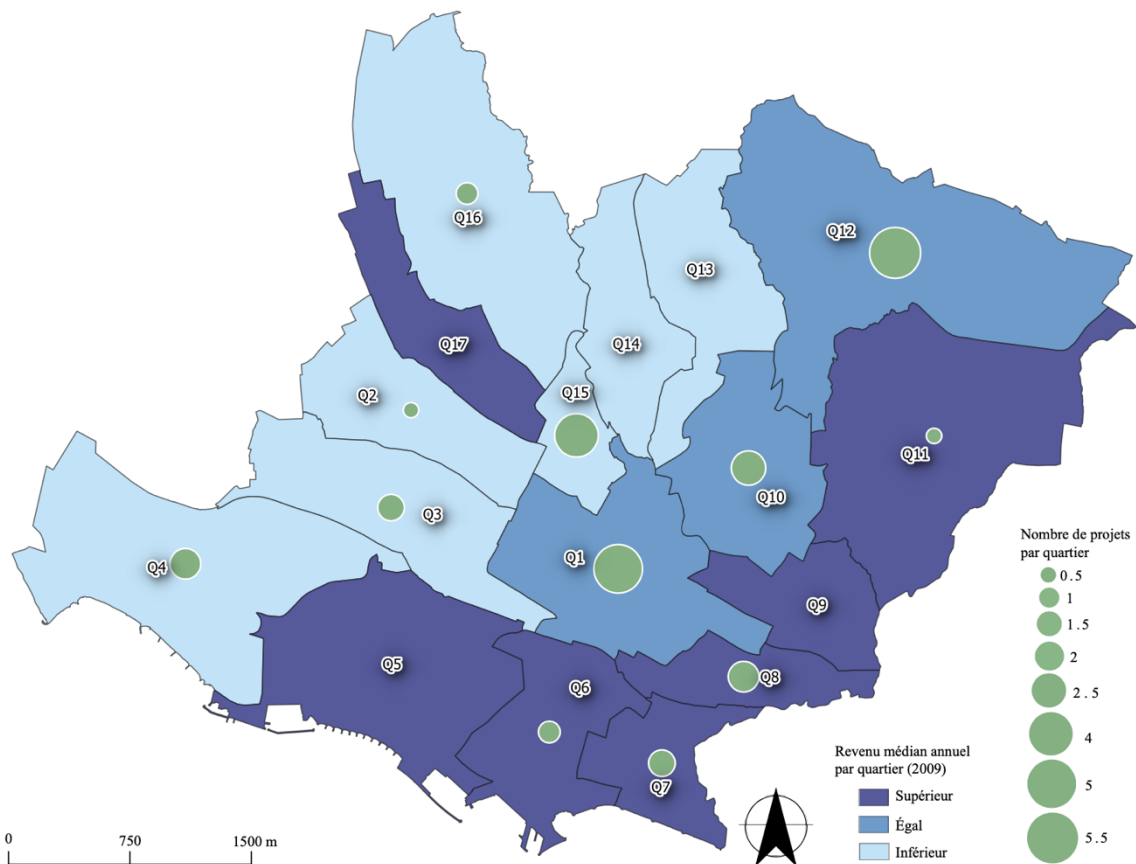 Q16
Q12
Q13
Q17
Q14
Q2
Q15
Q11
Q10
Q3
Q4
Q1
Q9
Q5
Q6
Q8
Q7
Nombre de projets
par quartier
0.5
1
1.5
2
2.5
4
5
5.5
Revenu médian annuel
par quartier (2009)
Supérieur
Égal
Inférieur
0 750 1500 m